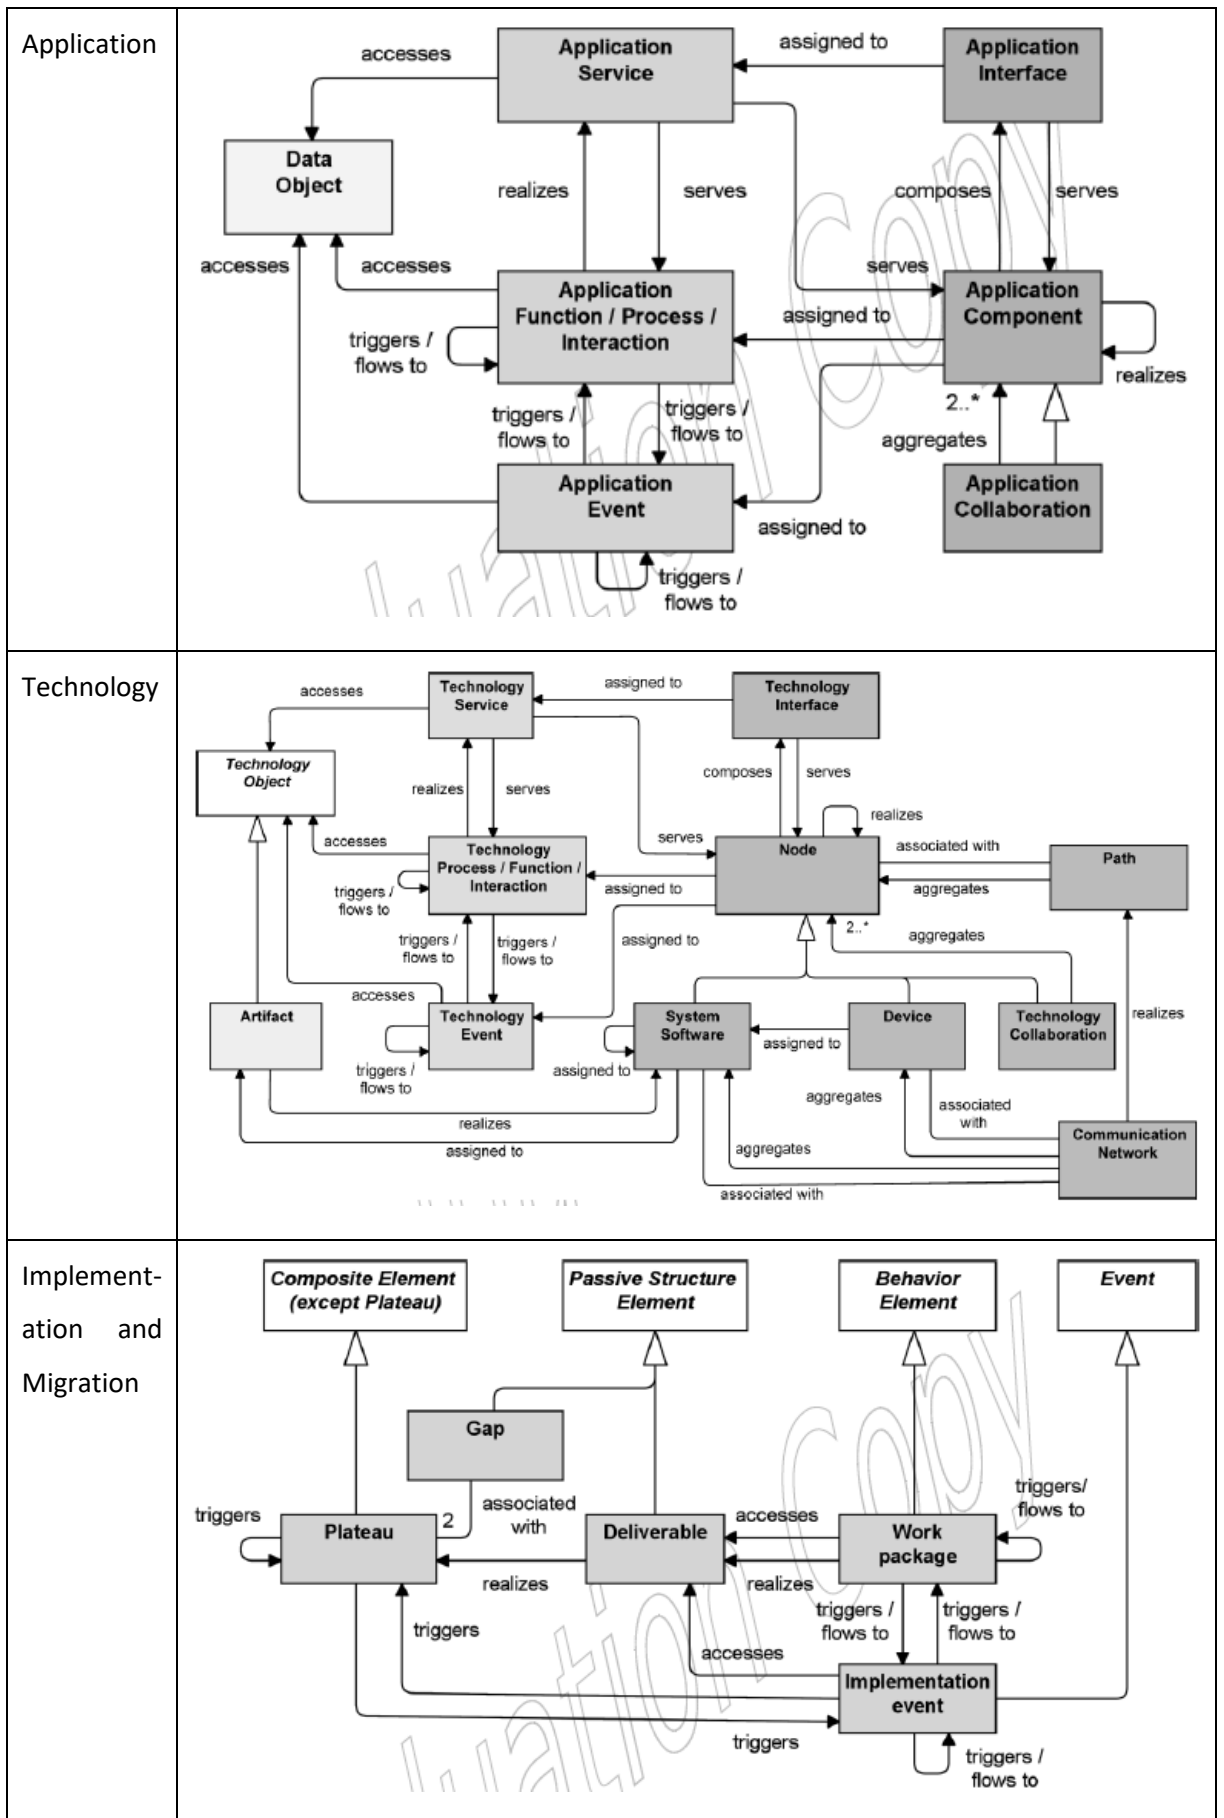 Application
Application
Service
assigned to
Application
Interface
accesses
Data
Object
realizes
serves
composes
serves
accesses
accesses
serves
Application
Function / Process /
Interaction
assigned to
Application
Component
triggers /
flows to
realizes
triggers /
flows to
triggers /
flows to
2..*
aggregates
Application
Event
assigned to
Application
Collaboration
triggers /
flows to
Technology
Technology
Service
assigned to
Technology
Interface
accesses
Technology
Object
realizes
serves
composes
serves
realizes
accesses
Technology
Process / Function /
Interaction
serves
Node
associated with
Path
triggers /
flows to
assigned to
aggregates
triggers /
flows to
triggers /
flows to
assigned to
2..*
aggregates
accesses
Artifact
Technology
Event
System
Software
assigned to
Device
Technology
Collaboration
realizes
triggers /
flows to
assigned to
aggregates
associated
with
realizes
assigned to
aggregates
associated with
Communication
Network
Implement-
ation and
Migration
Composite Element
(except Plateau)
Passive Structure
Element
Behavior
Element
Event
Gap
triggers
Plateau
2
associated
with
Deliverable
accesses
Work
package
triggers/
flows to
realizes
realizes
triggers
triggers /
flows to
triggers /
flows to
accesses
Implementation
event
triggers
triggers /
flows to
uation Copy
uation Copy